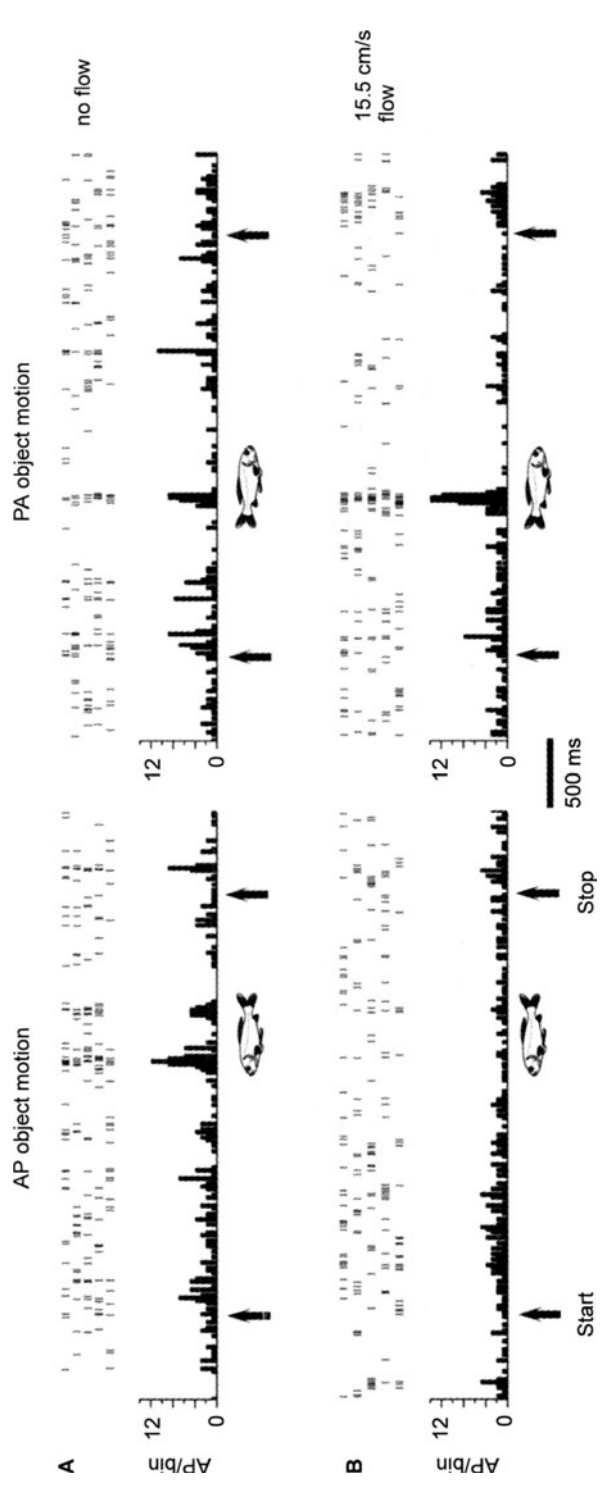 AP object motion
PA object motion
A
no flow
AP/bin
12
0
12
0
B
15.5 cm/s
flow
AP/bin
12
0
12
0
500 ms
Start
Stop